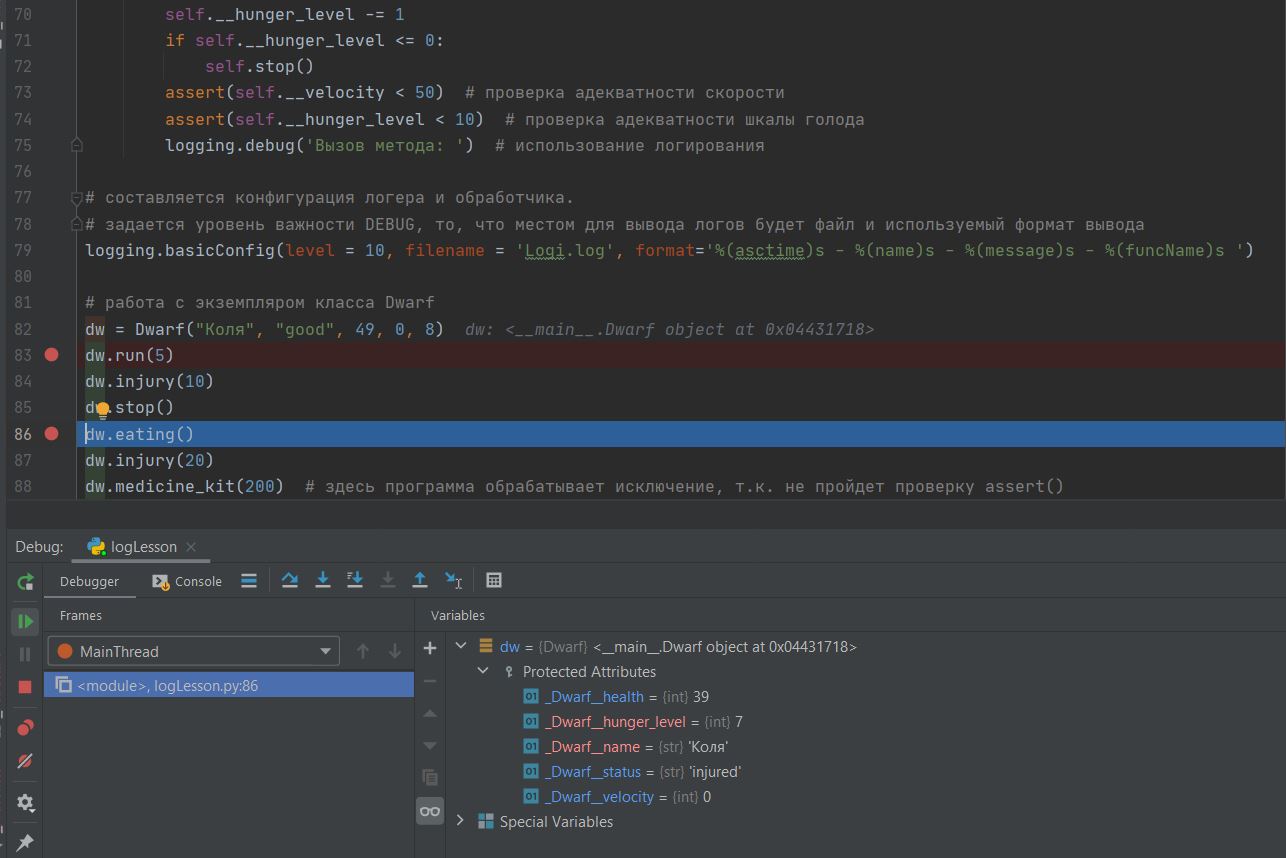 70 self.__hunger_level -= 1
71 if self.__hunger_level <= 0:
72 self.stop()
73 assert(self.__velocity < 50)  # проверка адекватности скорости
74 assert(self.__hunger_level < 10)  # проверка адекватности шкалы голода
75 logging.debug('Вызов метода: ')  # использование логирования
76
77 # составляется конфигурация логера и обработчика.
78 # задается уровень важности DEBUG, то, что местом для вывода логов будет файл и используемый формат вывода
79 logging.basicConfig(level = 10, filename = 'Logi.log', format='%(asctime)s - %(name)s - %(message)s - %(funcName)s ')
80
81 # работа с экземпляром класса Dwarf
82 dw = Dwarf("Коля", "good", 49, 0, 8)  dw: <__main__.Dwarf object at 0x04431718>
83 dw.run(5)
84 dw.injury(10)
85 dw.stop()
86 dw.eating()
87 dw.injury(20)
88 dw.medicine_kit(200)  # здесь программа обрабатывает исключение, т.к. не пройдет проверку assert()
Debug: logLesson
Debugger Console
Frames Variables
MainThread
<module>, logLesson.py:86
dw = {Dwarf} <__main__.Dwarf object at 0x04431718>
Protected Attributes
01 _Dwarf__health = {int} 39
01 _Dwarf__hunger_level = {int} 7
01 _Dwarf__name = {str} 'Коля'
01 _Dwarf__status = {str} 'injured'
01 _Dwarf__velocity = {int} 0
Special Variables